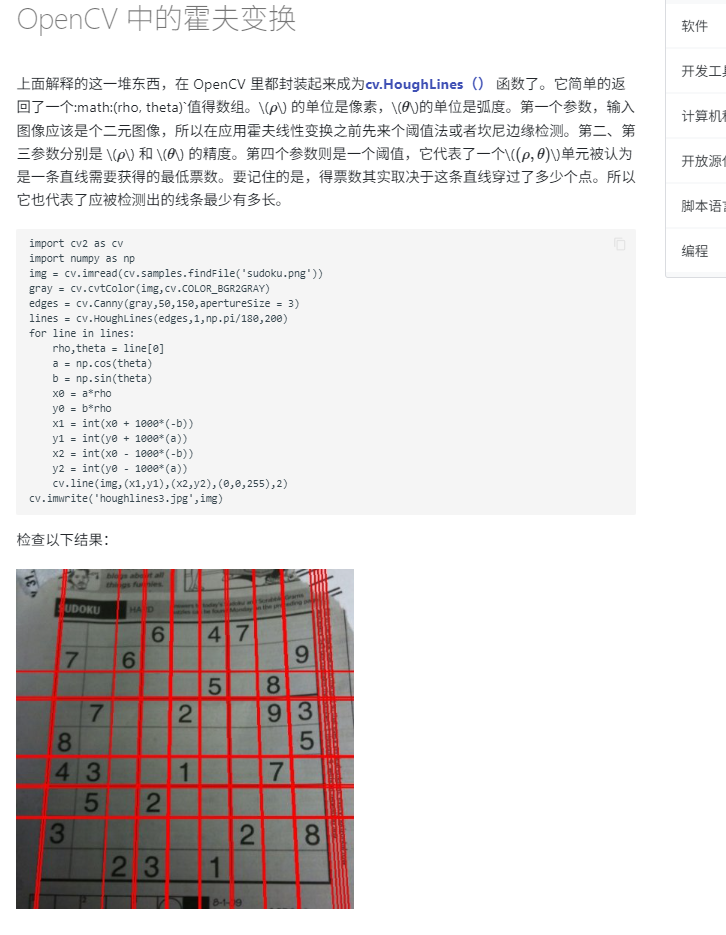 OpenCV 中的霍夫变换
软件
开发工
计算机
开放源
脚本语
编程
上面解释的这一堆东西，在 OpenCV 里都封装起来成为cv.HoughLines（） 函数了。它简单的返
回了一个:math:(rho, theta)`值得数组。\(ρ\) 的单位是像素，\(θ\)的单位是弧度。第一个参数，输入
图像应该是个二元图像，所以在应用霍夫线性变换之前先来个阈值法或者坎尼边缘检测。第二、第
三参数分别是 \(ρ\) 和 \(θ\) 的精度。第四个参数则是一个阈值，它代表了一个\((ρ,θ)\)单元被认为
是一条直线需要获得的最低票数。要记住的是，得票数其实取决于这条直线穿过了多少个点。所以
它也代表了应被检测出的线条最少有多长。
import cv2 as cv
import numpy as np
img = cv.imread(cv.samples.findFile('sudoku.png'))
gray = cv.cvtColor(img,cv.COLOR_BGR2GRAY)
edges = cv.Canny(gray,50,150,apertureSize = 3)
lines = cv.HoughLines(edges,1,np.pi/180,200)
for line in lines:
    rho,theta = line[0]
    a = np.cos(theta)
    b = np.sin(theta)
    x0 = a*rho
    y0 = b*rho
    x1 = int(x0 + 1000*(-b))
    y1 = int(y0 + 1000*(a))
    x2 = int(x0 - 1000*(-b))
    y2 = int(y0 - 1000*(a))
    cv.line(img,(x1,y1),(x2,y2),(0,0,255),2)
cv.imwrite('houghlines3.jpg',img)
检查以下结果：
SUDOKU
6 4 7
7 6 9
5 8
7 2 9 3
8 5
4 3 1 7
5 2
3 2 8
2 3 1